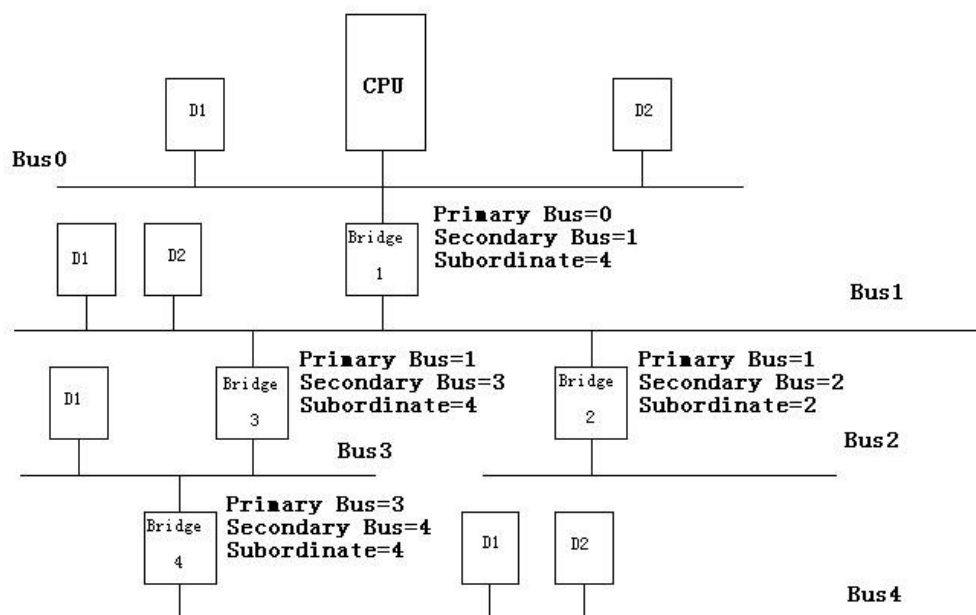 CPU
D1
D2
Bus0
Primary Bus=0
Secondary Bus=1
Subordinate=4
Bridge
1
D1
D2
Bus1
Primary Bus=1
Secondary Bus=3
Subordinate=4
Bridge
3
Primary Bus=1
Secondary Bus=2
Subordinate=2
Bridge
2
D1
Bus3
Bus2
Primary Bus=3
Secondary Bus=4
Subordinate=4
Bridge
4
D1
D2
Bus4